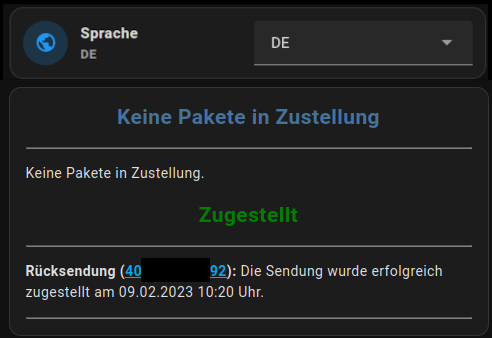 Sprache
DE
DE
Keine Pakete in Zustellung
Keine Pakete in Zustellung.
Zugestellt
Rücksendung (40 92): Die Sendung wurde erfolgreich
zugestellt am 09.02.2023 10:20 Uhr.